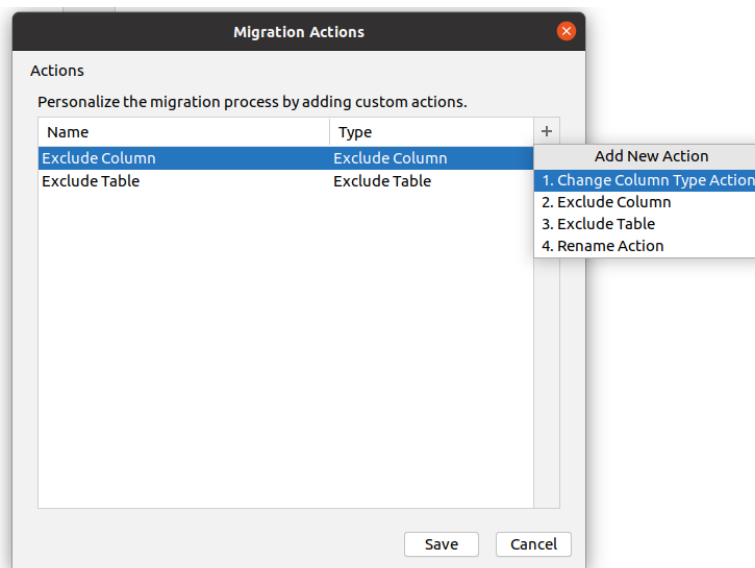 Migration Actions
Actions
Personalize the migration process by adding custom actions.
Name Type +
Exclude Column Exclude Column
Exclude Table Exclude Table
Add New Action
1. Change Column Type Action
2. Exclude Column
3. Exclude Table
4. Rename Action
Save Cancel